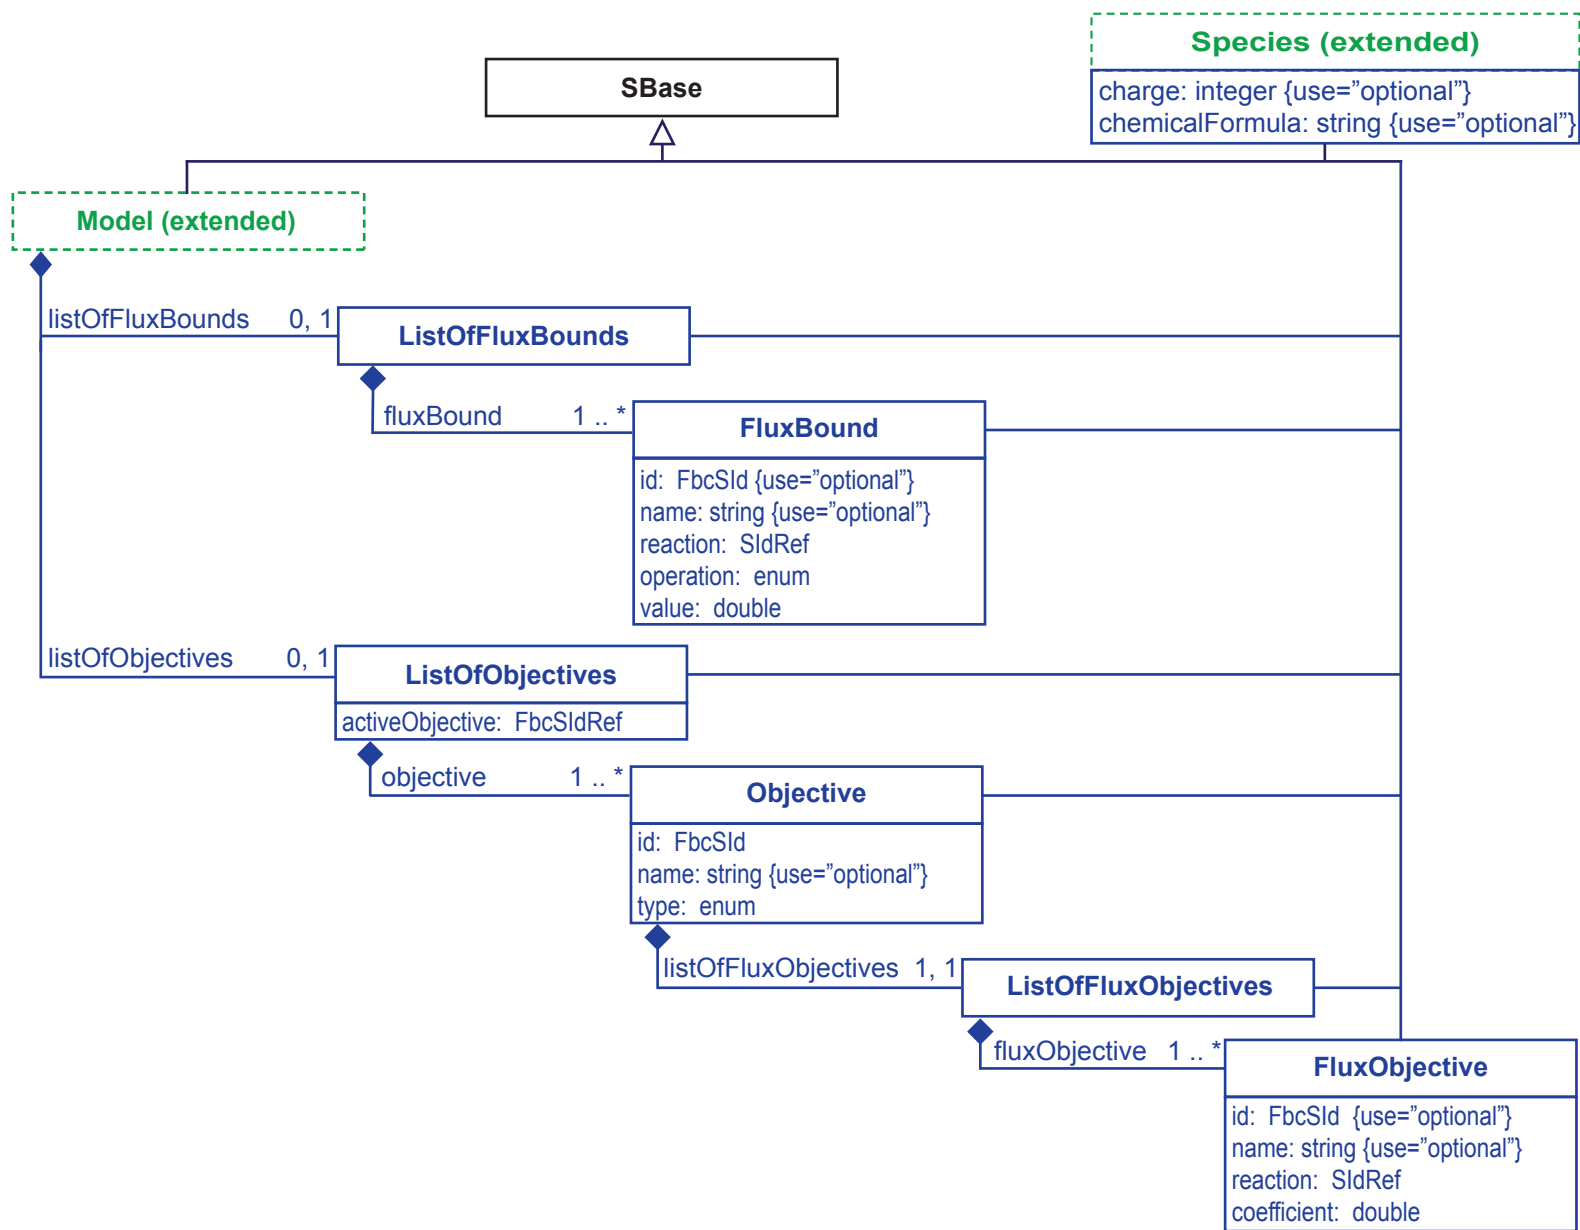 Species (extended)
charge: integer {use=”optional”}
chemicalFormula: string {use=”optional”}
SBase
Model (extended)
listOfFluxBounds 0, 1
ListOfFluxBounds
fluxBound 1 .. *
FluxBound
id: FbcSId {use=”optional”}
name: string {use=”optional”}
reaction: SIdRef
operation: enum
value: double
listOfObjectives 0, 1
ListOfObjectives
activeObjective: FbcSIdRef
objective 1 .. *
Objective
id: FbcSId
name: string {use=”optional”}
type: enum
listOfFluxObjectives 1, 1
ListOfFluxObjectives
fluxObjective 1 .. *
FluxObjective
id: FbcSId {use=”optional”}
name: string {use=”optional”}
reaction: SIdRef
coefficient: double